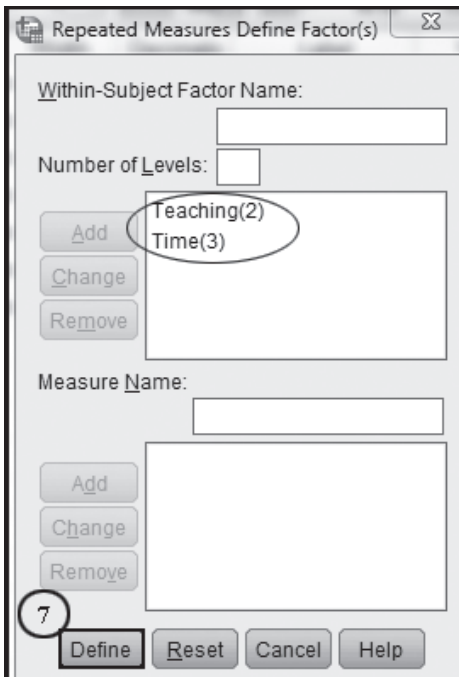 Repeated Measures Define Factor(s)
Within-Subject Factor Name:
Number of Levels:
Teaching(2)
Time(3)
Add
Change
Remove
Measure Name:
Add
Change
Remove
7
Define Reset Cancel Help